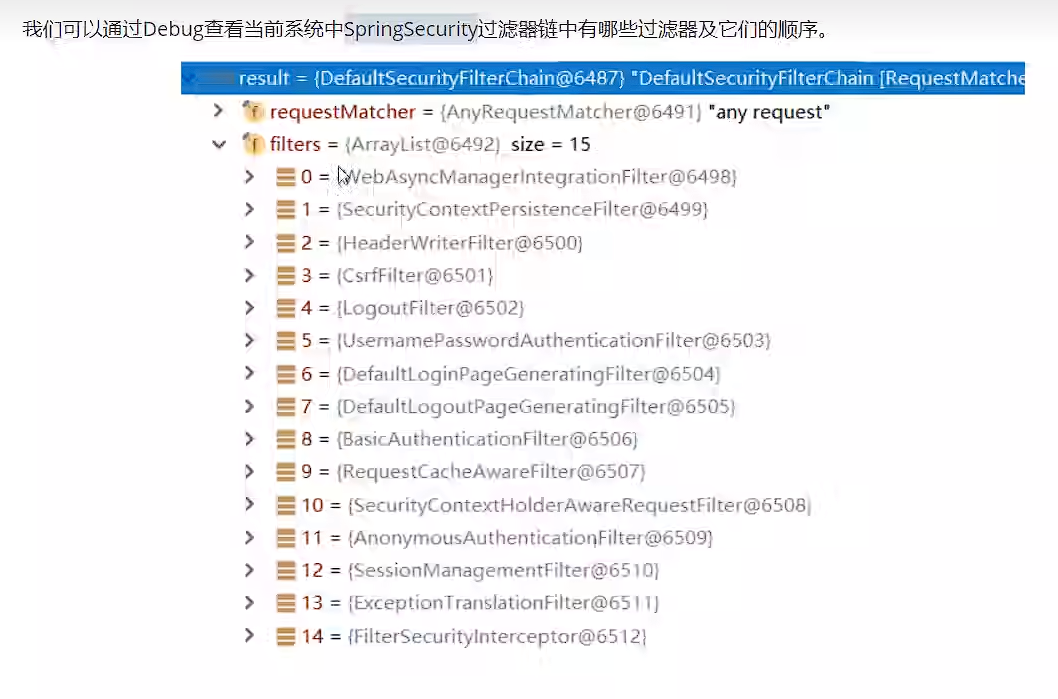 我们可以通过Debug查看当前系统中SpringSecurity过滤器链中有哪些过滤器及它们的顺序。
result = {DefaultSecurityFilterChain@6487} "DefaultSecurityFilterChain [RequestMatche
requestMatcher = {AnyRequestMatcher@6491} "any request"
filters = {ArrayList@6492} size = 15
0 = {WebAsyncManagerIntegrationFilter@6498}
1 = {SecurityContextPersistenceFilter@6499}
2 = {HeaderWriterFilter@6500}
3 = {CsrfFilter@6501}
4 = {LogoutFilter@6502}
5 = {UsernamePasswordAuthenticationFilter@6503}
6 = {DefaultLoginPageGeneratingFilter@6504}
7 = {DefaultLogoutPageGeneratingFilter@6505}
8 = {BasicAuthenticationFilter@6506}
9 = {RequestCacheAwareFilter@6507}
10 = {SecurityContextHolderAwareRequestFilter@6508}
11 = {AnonymousAuthenticationFilter@6509}
12 = {SessionManagementFilter@6510}
13 = {ExceptionTranslationFilter@6511}
14 = {FilterSecurityInterceptor@6512}